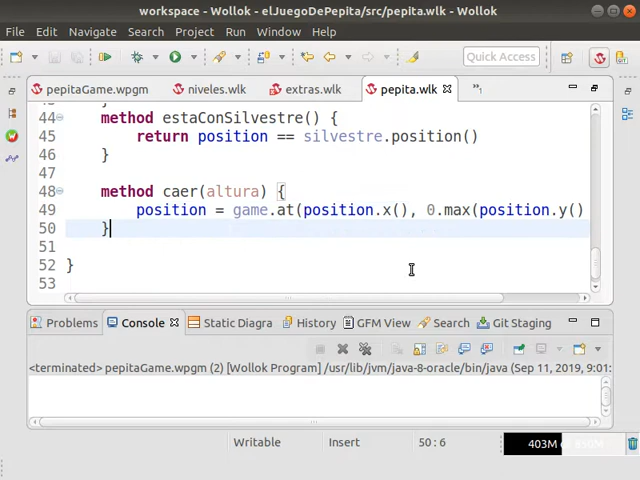 workspace - Wollok - elJuegoDePepita/src/pepita.wlk - Wollok
File Edit Navigate Search Project Run Window Help
Quick Access
pepitaGame.wpgm niveles.wlk extras.wlk pepita.wlk
44 method estaConSilvestre() {
45 return position == silvestre.position()
46 }
47
48 method caer(altura) {
49 position = game.at(position.x(), 0.max(position.y()
50 }
51
52 }
53
Problems Console Static Diagra History GFM View Search Git Staging
<terminated> pepitaGame.wpgm (2) [Wollok Program] /usr/lib/jvm/java-8-oracle/bin/java (Sep 11, 2019, 9:01:
Writable Insert 50 : 6 403M